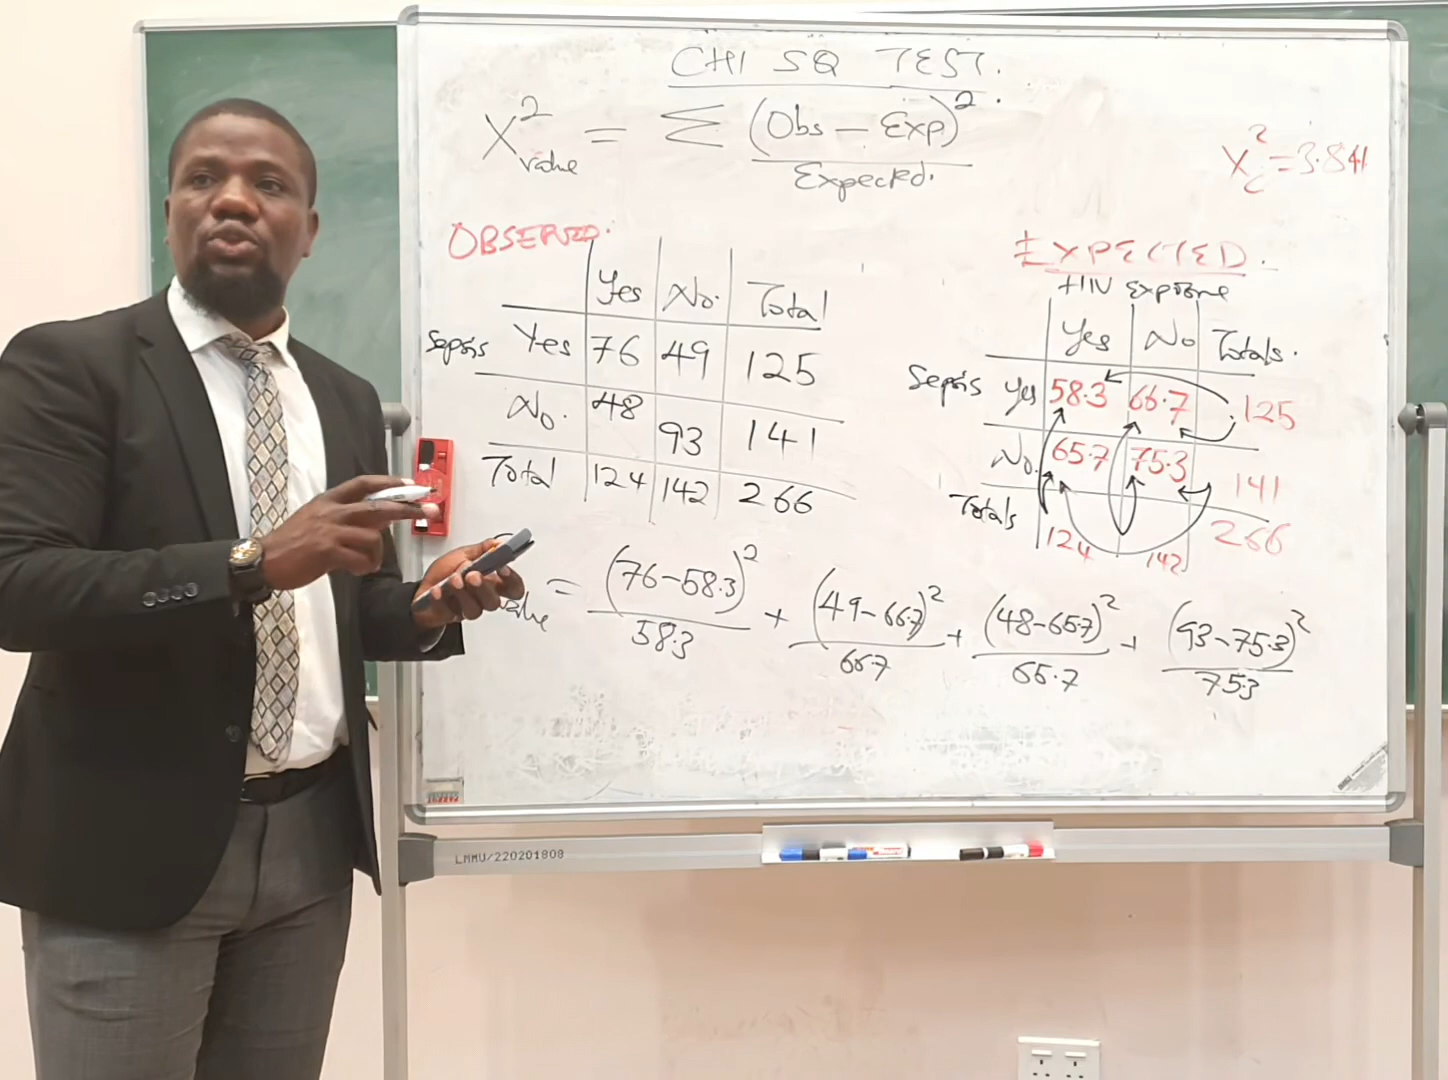 CHI SQ TEST.
X² value = Σ (Obs – Exp)² / Expected.
X²c = 3.841
OBSERVED.
Yes No. Total
Sepsis Yes 76 49 125
No. 48 93 141
Total 124 142 266
EXPECTED.
HIV Exposure
Yes No Totals.
Sepsis Yes 58.3 66.7 125
No. 65.7 75.3 141
Totals 124 142 266
= (76–58.3)² / 58.3 + (49–66.7)² / 66.7 + (48–65.7)² / 65.7 + (93–75.3)² / 75.3
LMMU/220201808